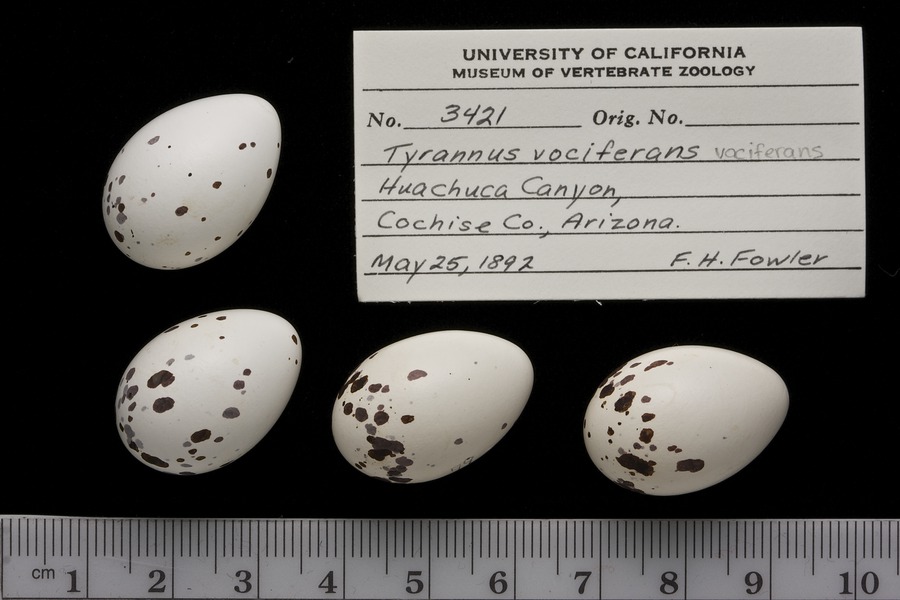 UNIVERSITY OF CALIFORNIA
MUSEUM OF VERTEBRATE ZOOLOGY
No. 3421 Orig. No.
Tyrannus vociferans vociferans
Huachuca Canyon,
Cochise Co., Arizona.
May 25, 1892 F. H. Fowler
cm 1 2 3 4 5 6 7 8 9 10